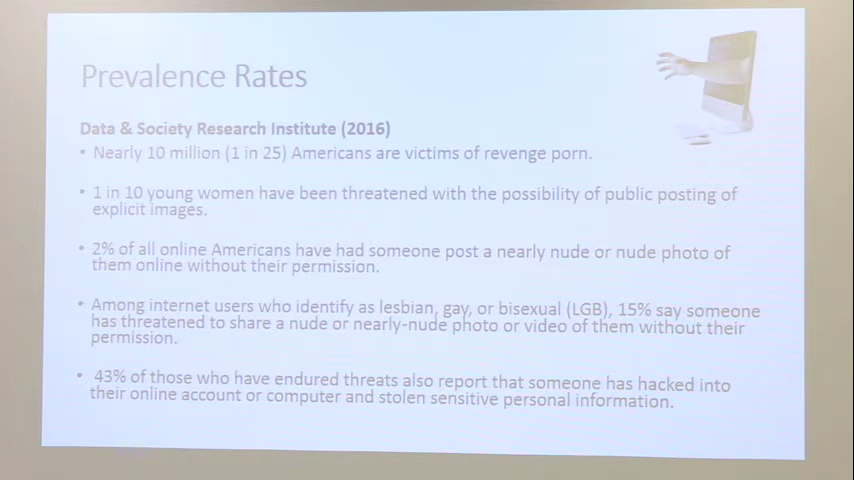 Prevalence Rates
Data & Society Research Institute (2016)
• Nearly 10 million (1 in 25) Americans are victims of revenge porn.
• 1 in 10 young women have been threatened with the possibility of public posting of
explicit images.
• 2% of all online Americans have had someone post a nearly nude or nude photo of
them online without their permission.
• Among internet users who identify as lesbian, gay, or bisexual (LGB), 15% say someone
has threatened to share a nude or nearly-nude photo or video of them without their
permission.
• 43% of those who have endured threats also report that someone has hacked into
their online account or computer and stolen sensitive personal information.